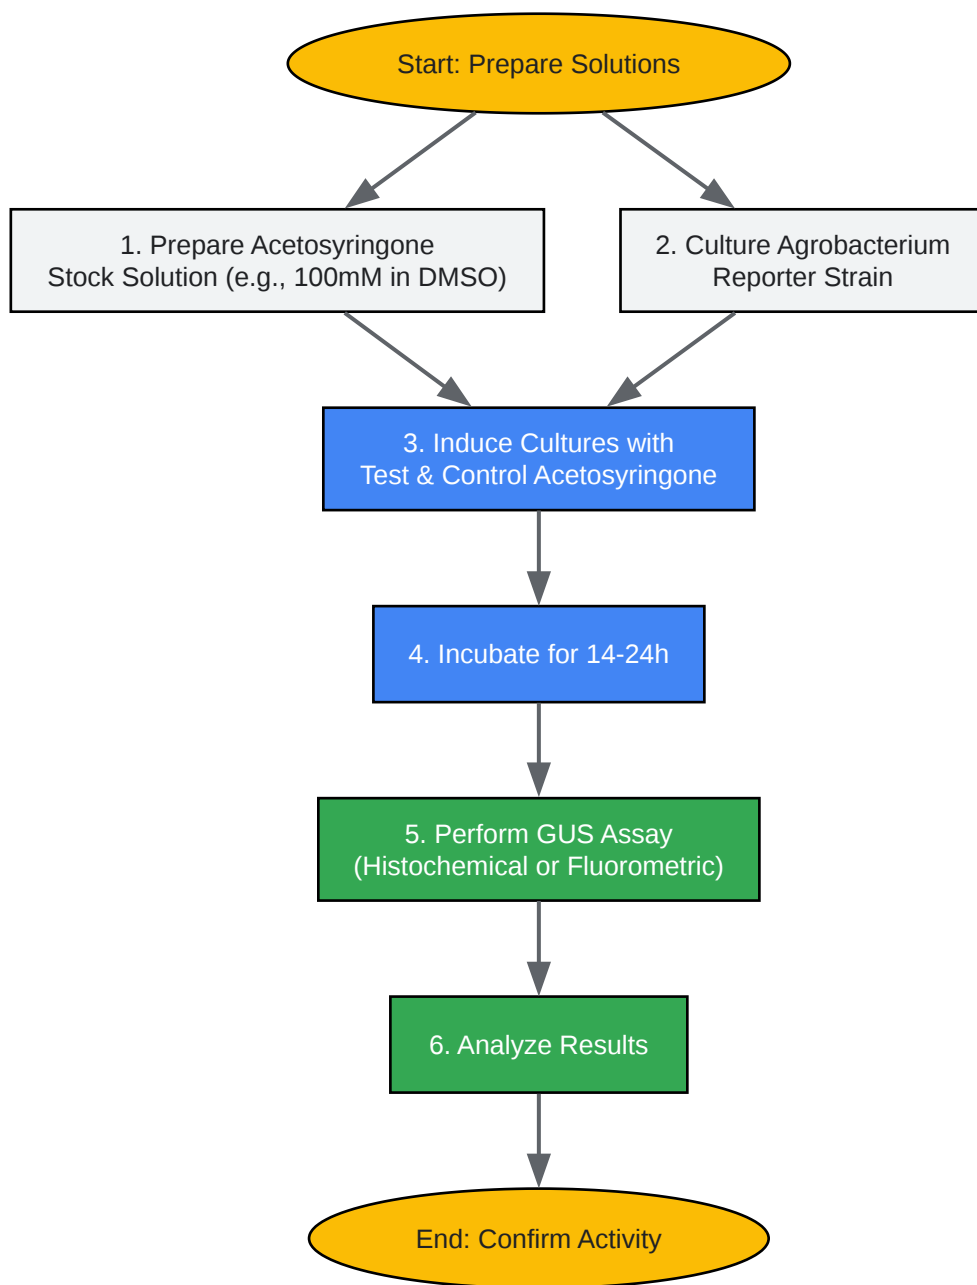 Start: Prepare Solutions
1. Prepare Acetosyringone
Stock Solution (e.g., 100mM in DMSO)
2. Culture Agrobacterium
Reporter Strain
3. Induce Cultures with
Test & Control Acetosyringone
4. Incubate for 14-24h
5. Perform GUS Assay
(Histochemical or Fluorometric)
6. Analyze Results
End: Confirm Activity